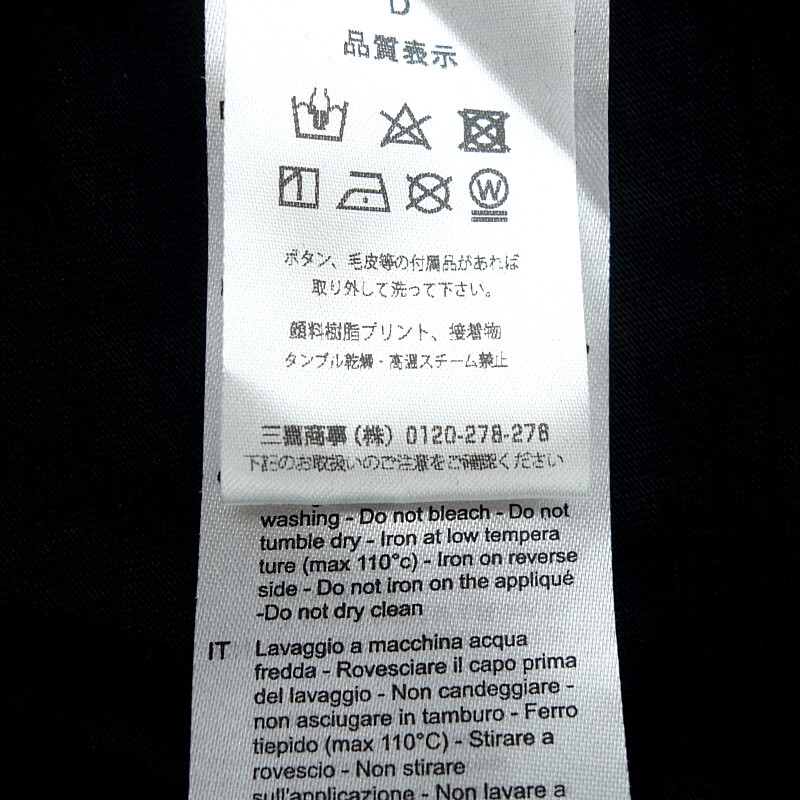 D
品質表示
W
ボタン、毛皮等の付属品があれば
取り外して洗って下さい。
顔料樹脂プリント、接着物
タンブル乾燥・高温スチーム禁止
三鷹商事(株) 0120-278-278
下記のお取扱いのご注意をご確認ください
washing - Do not bleach - Do not
tumble dry - Iron at low tempera
ture (max 110°c) - Iron on reverse
side - Do not iron on the appliqué
-Do not dry clean
IT Lavaggio a macchina acqua
fredda - Rovesciare il capo prima
del lavaggio - Non candeggiare -
non asciugare in tamburo - Ferro
tiepido (max 110°C) - Stirare a
rovescio - Non stirare
sull'applicazione - Non lavare a